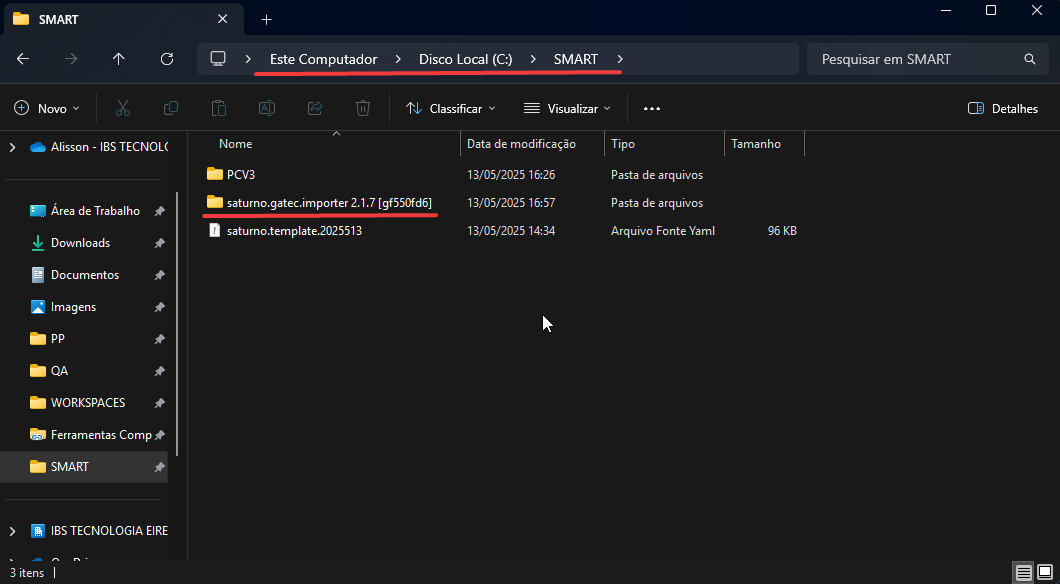 SMART
Este Computador > Disco Local (C:) > SMART >
Pesquisar em SMART
Novo
Classificar
Visualizar
Detalhes
Nome
Data de modificação
Tipo
Tamanho
PCV3
13/05/2025 16:26
Pasta de arquivos
saturno.gatec.importer 2.1.7 [gf550fd6]
13/05/2025 16:57
Pasta de arquivos
saturno.template.2025513
13/05/2025 14:34
Arquivo Fonte Yaml
96 KB
Alisson - IBS TECNOLO
Área de Trabalho
Downloads
Documentos
Imagens
PP
QA
WORKSPACES
Ferramentas Comp
SMART
IBS TECNOLOGIA EIRE
3 itens